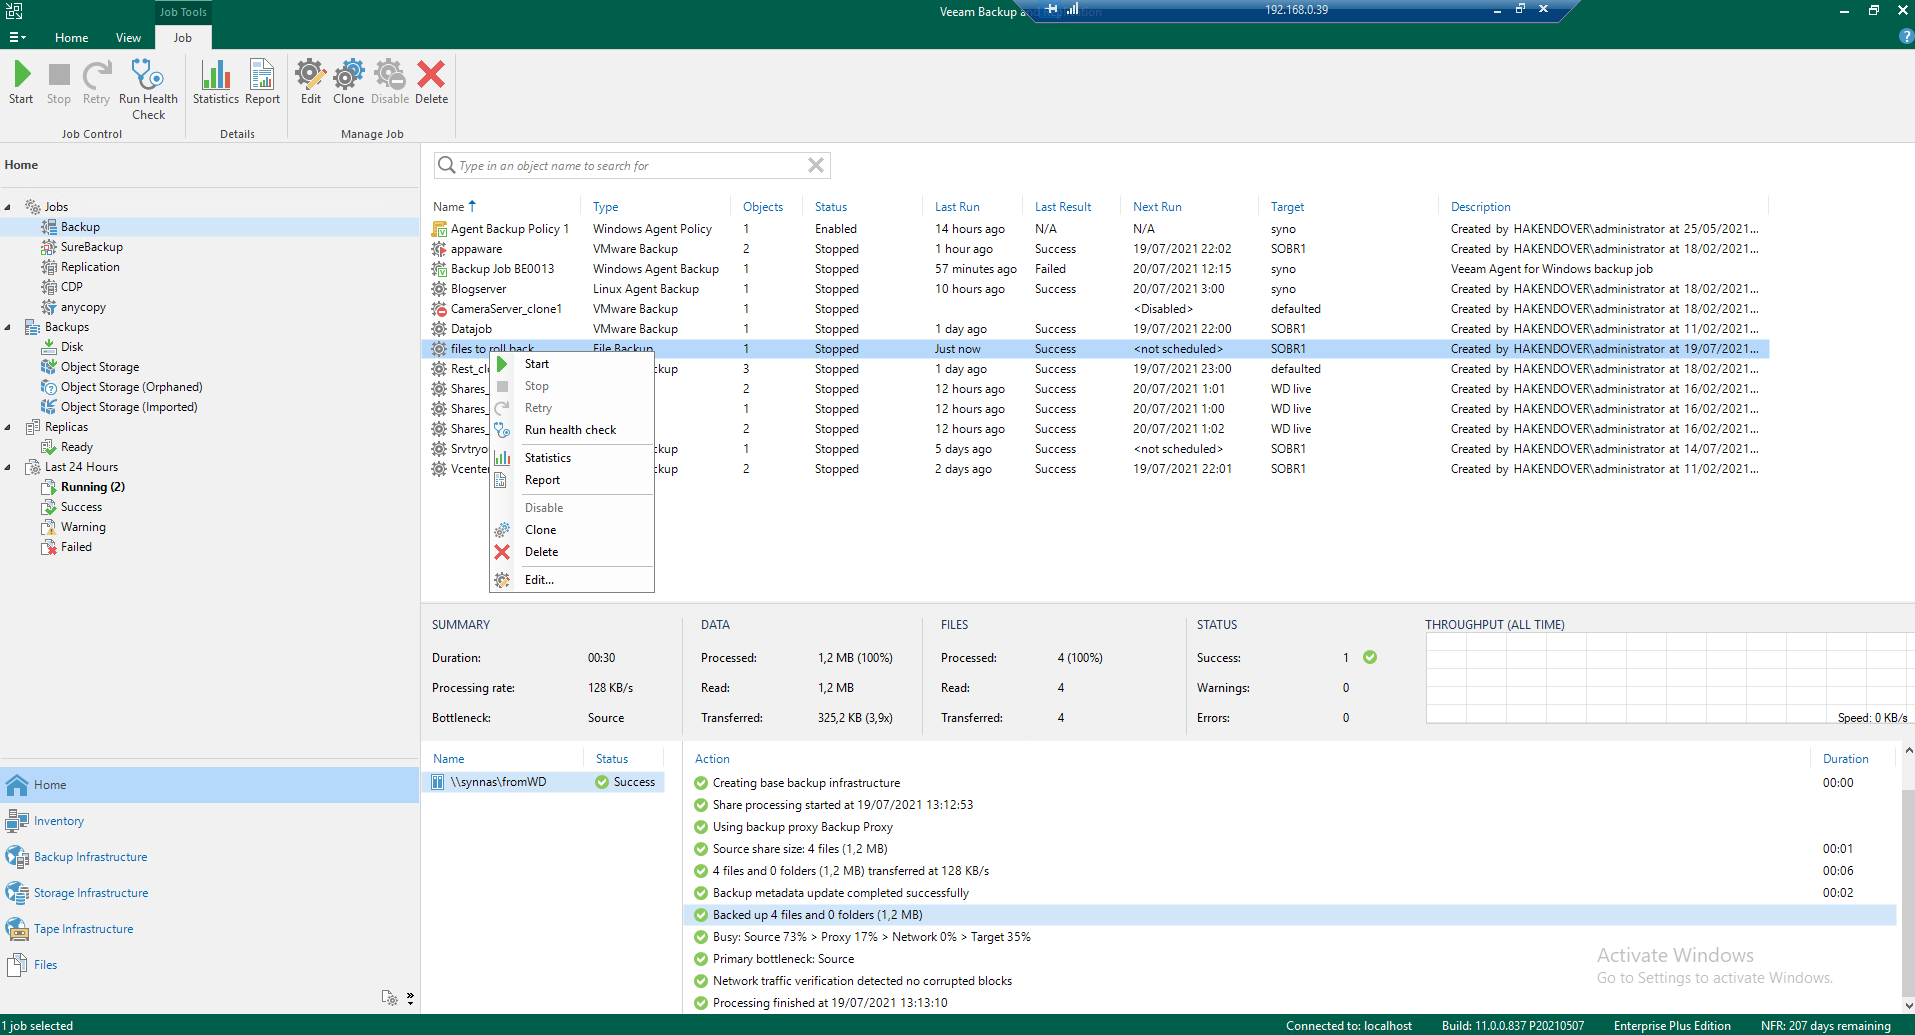 Job Tools
Veeam Backup an
192.168.0.39
Home
View
Job
Start
Stop
Retry
Run Health Check
Statistics
Report
Edit
Clone
Disable
Delete
Job Control
Details
Manage Job
Home
Jobs
Backup
SureBackup
Replication
CDP
anycopy
Backups
Disk
Object Storage
Object Storage (Orphaned)
Object Storage (Imported)
Replicas
Ready
Last 24 Hours
Running (2)
Success
Warning
Failed
Home
Inventory
Backup Infrastructure
Storage Infrastructure
Tape Infrastructure
Files
Type in an object name to search for
Name Type Objects Status Last Run Last Result Next Run Target Description
Agent Backup Policy 1 Windows Agent Policy 1 Enabled 14 hours ago N/A N/A syno Created by HAKENDOVER\administrator at 25/05/2021...
appaware VMware Backup 2 Stopped 1 hour ago Success 19/07/2021 22:02 SOBR1 Created by HAKENDOVER\administrator at 18/02/2021...
Backup Job BE0013 Windows Agent Backup 1 Stopped 57 minutes ago Failed 20/07/2021 12:15 syno Veeam Agent for Windows backup job
Blogserver Linux Agent Backup 1 Stopped 10 hours ago Success 20/07/2021 3:00 syno Created by HAKENDOVER\administrator at 18/02/2021...
CameraServer_clone1 VMware Backup 1 Stopped <Disabled> defaulted Created by HAKENDOVER\administrator at 18/02/2021...
Datajob VMware Backup 1 Stopped 1 day ago Success 19/07/2021 22:00 SOBR1 Created by HAKENDOVER\administrator at 11/02/2021...
files to roll back File Backup 1 Stopped Just now Success <not scheduled> SOBR1 Created by HAKENDOVER\administrator at 19/07/2021...
Rest_cl ckup 3 Stopped 1 day ago Success 19/07/2021 23:00 defaulted Created by HAKENDOVER\administrator at 18/02/2021...
Shares_ 2 Stopped 12 hours ago Success 20/07/2021 1:01 WD live Created by HAKENDOVER\administrator at 16/02/2021...
Shares_ 1 Stopped 12 hours ago Success 20/07/2021 1:00 WD live Created by HAKENDOVER\administrator at 16/02/2021...
Shares_ 2 Stopped 12 hours ago Success 20/07/2021 1:02 WD live Created by HAKENDOVER\administrator at 16/02/2021...
Srvtryo ckup 1 Stopped 5 days ago Success <not scheduled> SOBR1 Created by HAKENDOVER\administrator at 14/07/2021...
Vcenter ckup 2 Stopped 2 days ago Success 19/07/2021 22:01 SOBR1 Created by HAKENDOVER\administrator at 11/02/2021...
Start
Stop
Retry
Run health check
Statistics
Report
Disable
Clone
Delete
Edit...
SUMMARY
Duration: 00:30
Processing rate: 128 KB/s
Bottleneck: Source
DATA
Processed: 1,2 MB (100%)
Read: 1,2 MB
Transferred: 325,2 KB (3,9x)
FILES
Processed: 4 (100%)
Read: 4
Transferred: 4
STATUS
Success: 1
Warnings: 0
Errors: 0
THROUGHPUT (ALL TIME)
Speed: 0 KB/s
Name Status
\\synnas\fromWD Success
Action Duration
Creating base backup infrastructure 00:00
Share processing started at 19/07/2021 13:12:53
Using backup proxy Backup Proxy
Source share size: 4 files (1,2 MB) 00:01
4 files and 0 folders (1,2 MB) transferred at 128 KB/s 00:06
Backup metadata update completed successfully 00:02
Backed up 4 files and 0 folders (1,2 MB)
Busy: Source 73% > Proxy 17% > Network 0% > Target 35%
Primary bottleneck: Source
Network traffic verification detected no corrupted blocks
Processing finished at 19/07/2021 13:13:10
Activate Windows
Go to Settings to activate Windows.
1 job selected
Connected to: localhost
Build: 11.0.0.837 P20210507
Enterprise Plus Edition
NFR: 207 days remaining